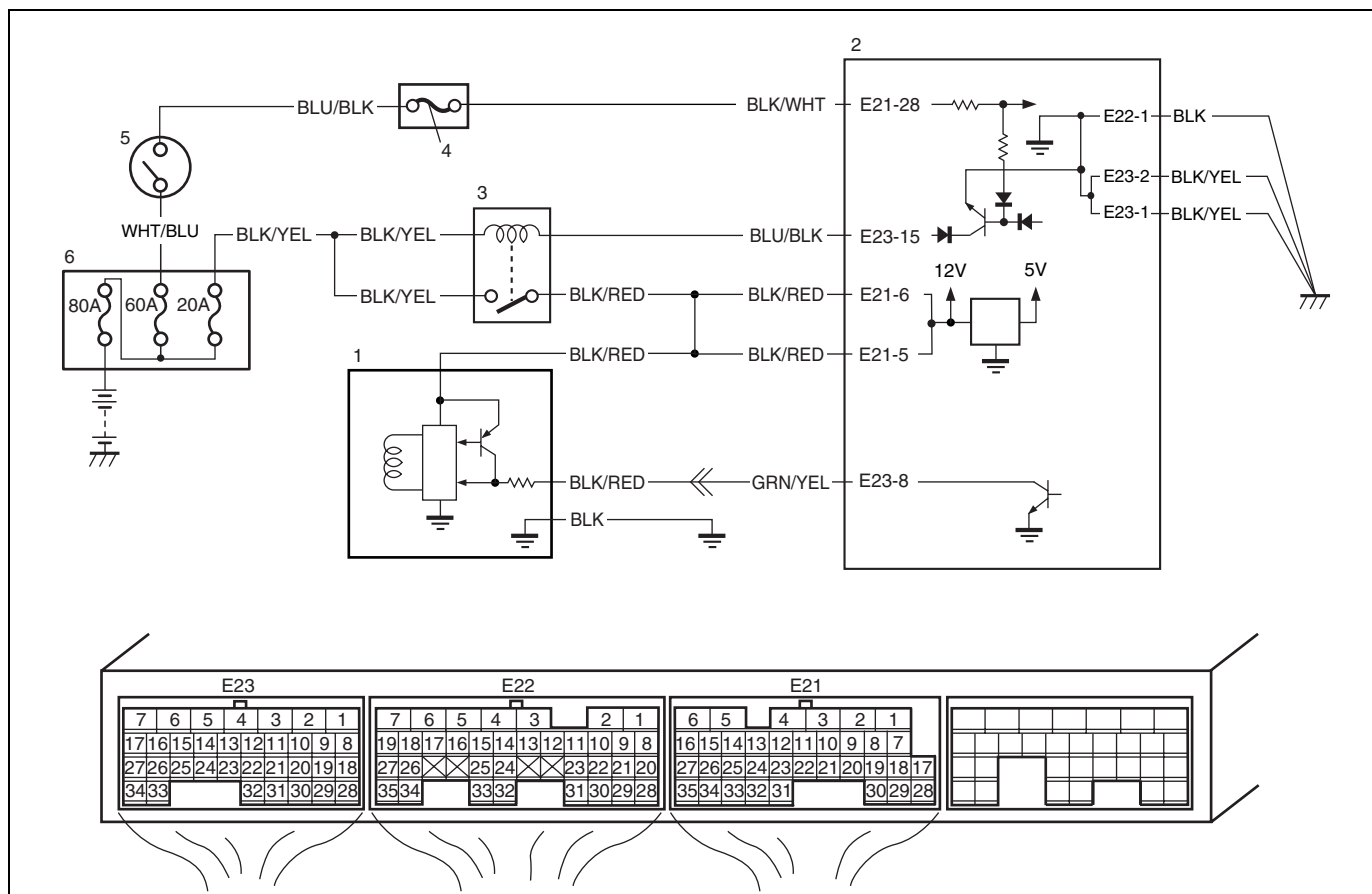 2
BLU/BLK
BLK/WHT
E21-28
4
5
E22-1
BLK
3
E23-2
BLK/YEL
WHT/BLU
BLK/YEL
BLK/YEL
BLU/BLK
E23-15
E23-1
BLK/YEL
6
12V
5V
80A
60A
20A
BLK/YEL
BLK/RED
BLK/RED
E21-6
1
BLK/RED
BLK/RED
E21-5
BLK/RED
GRN/YEL
E23-8
BLK
E23
E22
E21
7 6 5 4 3 2 1
7 6 5 4 3 2 1
6 5 4 3 2 1
17 16 15 14 13 12 11 10 9 8
19 18 17 16 15 14 13 12 11 10 9 8
16 15 14 13 12 11 10 9 8 7
27 26 25 24 23 22 21 20 19 18
27 26 25 24 23 22 21 20
27 26 25 24 23 22 21 20 19 18 17
34 33 32 31 30 29 28
35 34 33 32 31 30 29 28
35 34 33 32 31 30 29 28